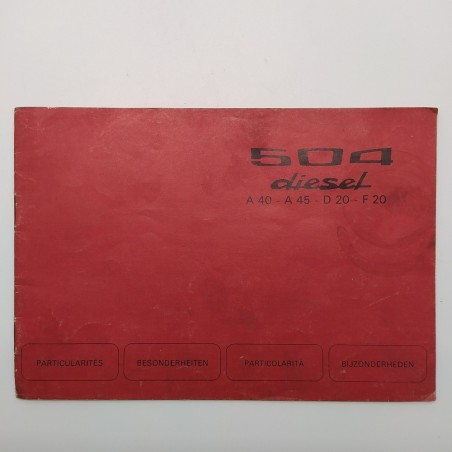 504
diesel
A 40 - A 45 - D 20 - F 20
PARTICULARITES BESONDERHEITEN PARTICOLARITA BIJZONDERHEDEN